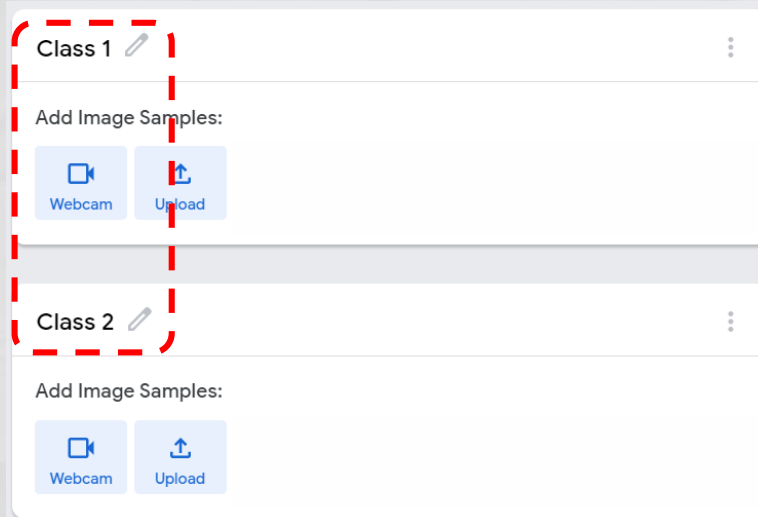 Class 1
Add Image Samples:
Webcam Upload
Class 2
Add Image Samples:
Webcam Upload